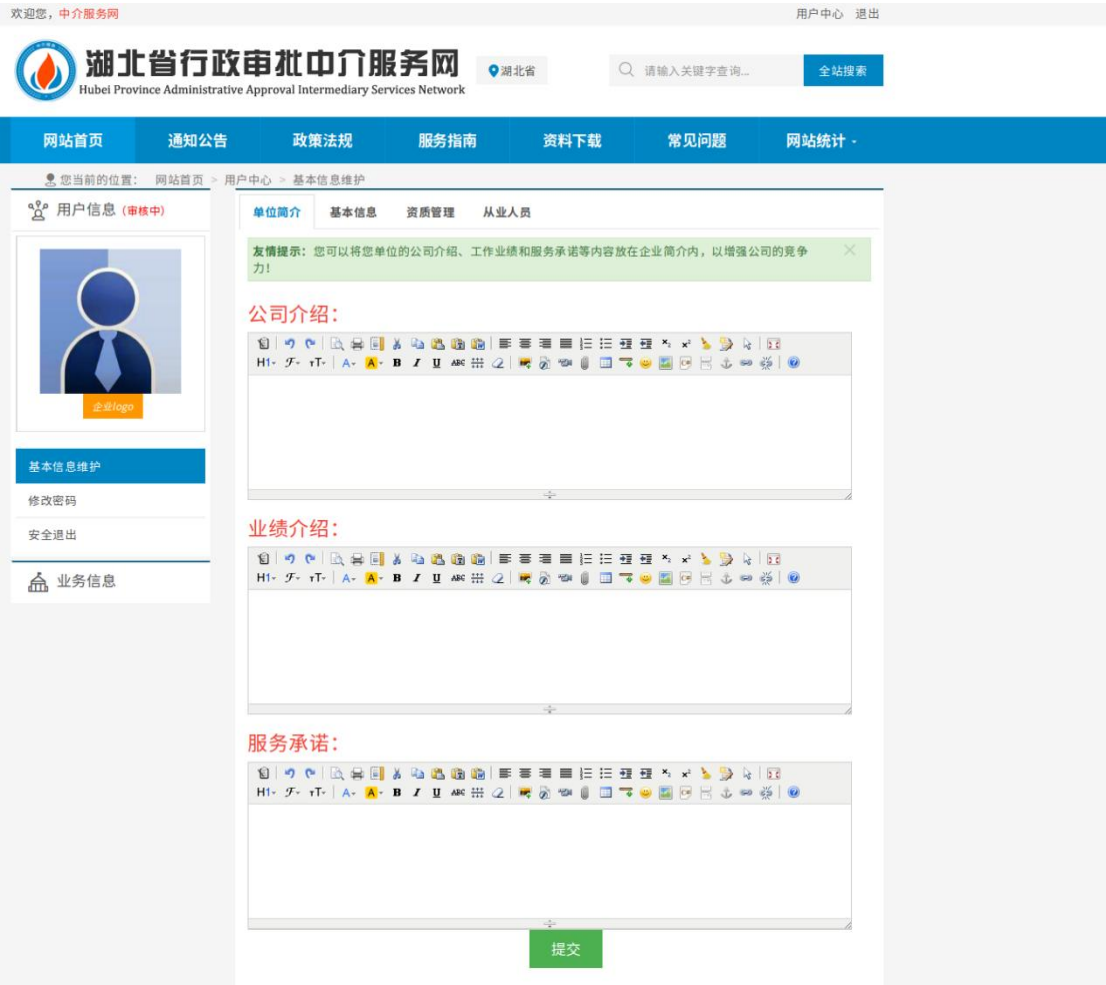 欢迎您，中介服务网
用户中心 退出
湖北省行政审批中介服务网
Hubei Province Administrative Approval Intermediary Services Network
湖北省
请输入关键字查询...
全站搜索
网站首页 通知公告 政策法规 服务指南 资料下载 常见问题 网站统计
您当前的位置： 网站首页 > 用户中心 > 基本信息维护
用户信息（审核中）
企业logo
基本信息维护
修改密码
安全退出
业务信息
单位简介 基本信息 资质管理 从业人员
友情提示：您可以将您单位的公司介绍、工作业绩和服务承诺等内容放在企业简介内，以增强公司的竞争
力！
公司介绍：
H1 F тT A A B I U ABC
业绩介绍：
H1 F тT A A B I U ABC
服务承诺：
H1 F тT A A B I U ABC
提交